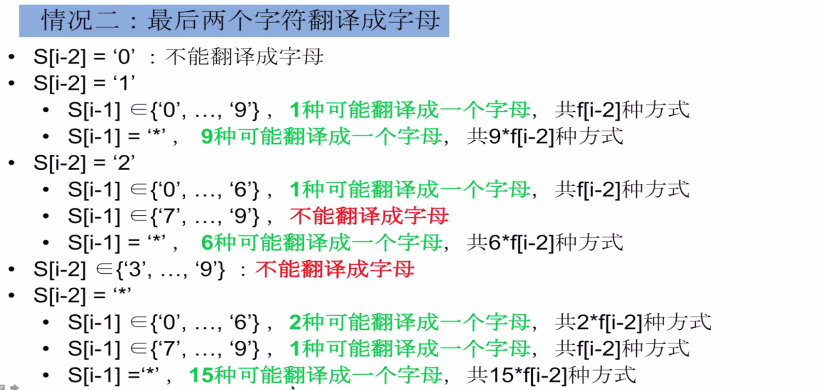 情况二：最后两个字符翻译成字母
• S[i-2] = ‘0’ ：不能翻译成字母
• S[i-2] = ‘1’
• S[i-1] ∈{‘0’, …, ‘9’} ，1种可能翻译成一个字母，共f[i-2]种方式
• S[i-1] = ‘*’ ， 9种可能翻译成一个字母，共9*f[i-2]种方式
• S[i-2] = ‘2’
• S[i-1] ∈{‘0’, …, ‘6’} ，1种可能翻译成一个字母，共f[i-2]种方式
• S[i-1] ∈{‘7’, …, ‘9’} ，不能翻译成字母
• S[i-1] = ‘*’ ， 6种可能翻译成一个字母，共6*f[i-2]种方式
• S[i-2] ∈{‘3’, …, ‘9’} ：不能翻译成字母
• S[i-2] = ‘*’
• S[i-1] ∈{‘0’, …, ‘6’} ，2种可能翻译成一个字母，共2*f[i-2]种方式
• S[i-1] ∈{‘7’, …, ‘9’} ，1种可能翻译成一个字母，共f[i-2]种方式
• S[i-1] =‘*’ ，15种可能翻译成一个字母，共15*f[i-2]种方式